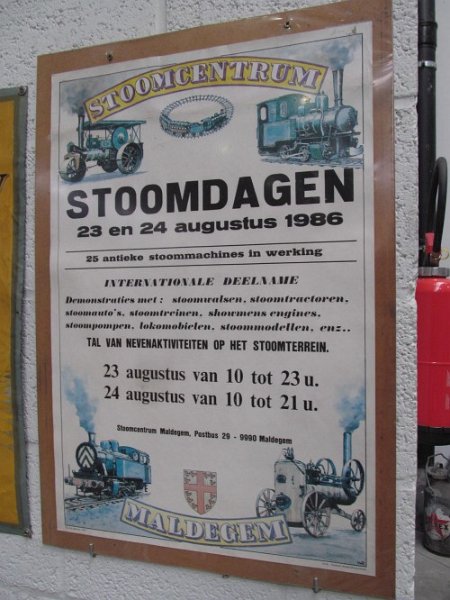 STOOMCENTRUM
STOOMDAGEN
23 en 24 augustus 1986
25 antieke stoommachines in werking
INTERNATIONALE DEELNAME
Demonstraties met : stoomwalsen, stoomtractoren,
stoomauto's, stoomtreinen, showmens engines,
stoompompen, lokomobielen, stoommodellen, enz..
TAL VAN NEVENAKTIVITEITEN OP HET STOOMTERREIN.
23 augustus van 10 tot 23 u.
24 augustus van 10 tot 21 u.
Stoomcentrum Maldegem, Postbus 29 - 9990 Maldegem
MALDEGEM